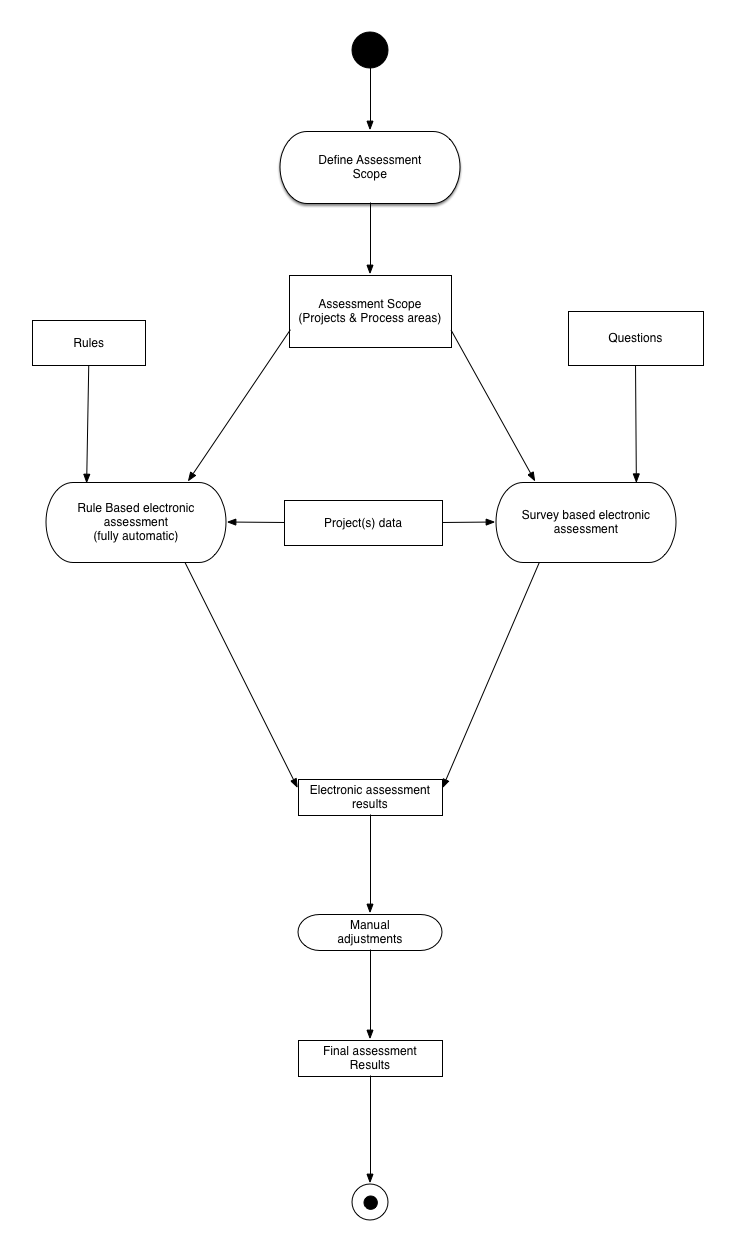 Define Assessment
Scope
Assessment Scope
(Projects & Process areas)
Rules
Questions
Rule Based electronic
assessment
(fully automatic)
Project(s) data
Survey based electronic
assessment
Electronic assessment
results
Manual
adjustments
Final assessment
Results